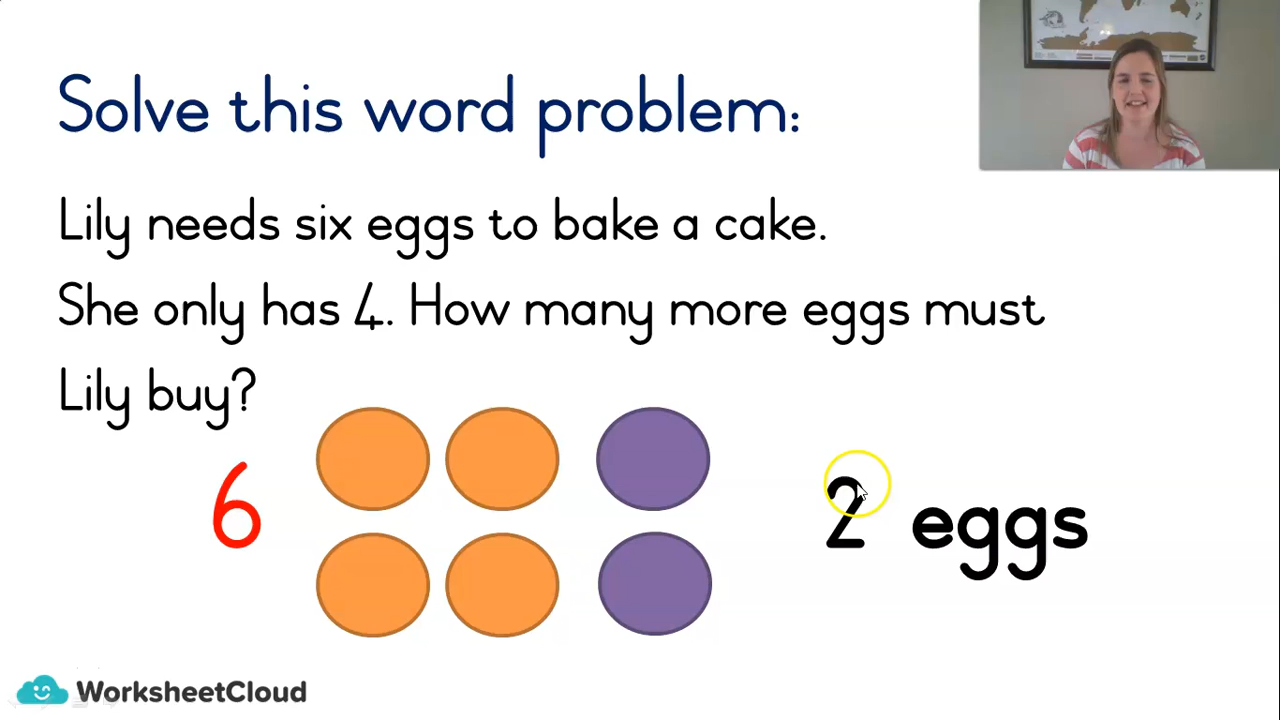 Solve this word problem:
Lily needs six eggs to bake a cake.
She only has 4. How many more eggs must
Lily buy?
6
2 eggs
WorksheetCloud